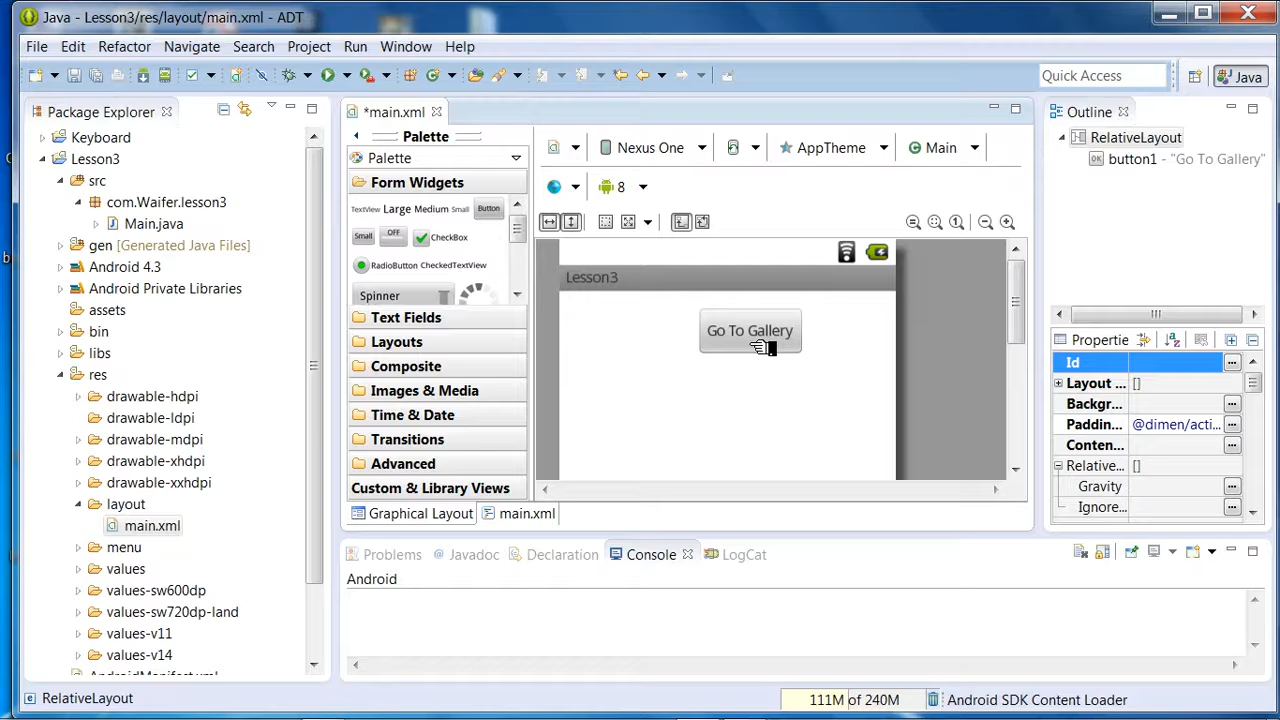 Java - Lesson3/res/layout/main.xml - ADT
File Edit Refactor Navigate Search Project Run Window Help
Quick Access
Java
Package Explorer
Keyboard
Lesson3
src
com.Waifer.lesson3
Main.java
gen [Generated Java Files]
Android 4.3
Android Private Libraries
assets
bin
libs
res
drawable-hdpi
drawable-ldpi
drawable-mdpi
drawable-xhdpi
drawable-xxhdpi
layout
main.xml
menu
values
values-sw600dp
values-sw720dp-land
values-v11
values-v14
AndroidManifest.xml
*main.xml
Palette
Palette
Form Widgets
TextView Large Medium Small Button
Small OFF CheckBox
RadioButton CheckedTextView
Spinner
Text Fields
Layouts
Composite
Images & Media
Time & Date
Transitions
Advanced
Custom & Library Views
Nexus One
AppTheme
Main
8
Lesson3
Go To Gallery
Graphical Layout
main.xml
Outline
RelativeLayout
button1 - "Go To Gallery"
Propertie
Id
Layout ... []
Backgr...
Paddin... @dimen/acti...
Conten...
Relative... []
Gravity
Ignore...
Problems @ Javadoc Declaration Console LogCat
Android
RelativeLayout
111M of 240M
Android SDK Content Loader